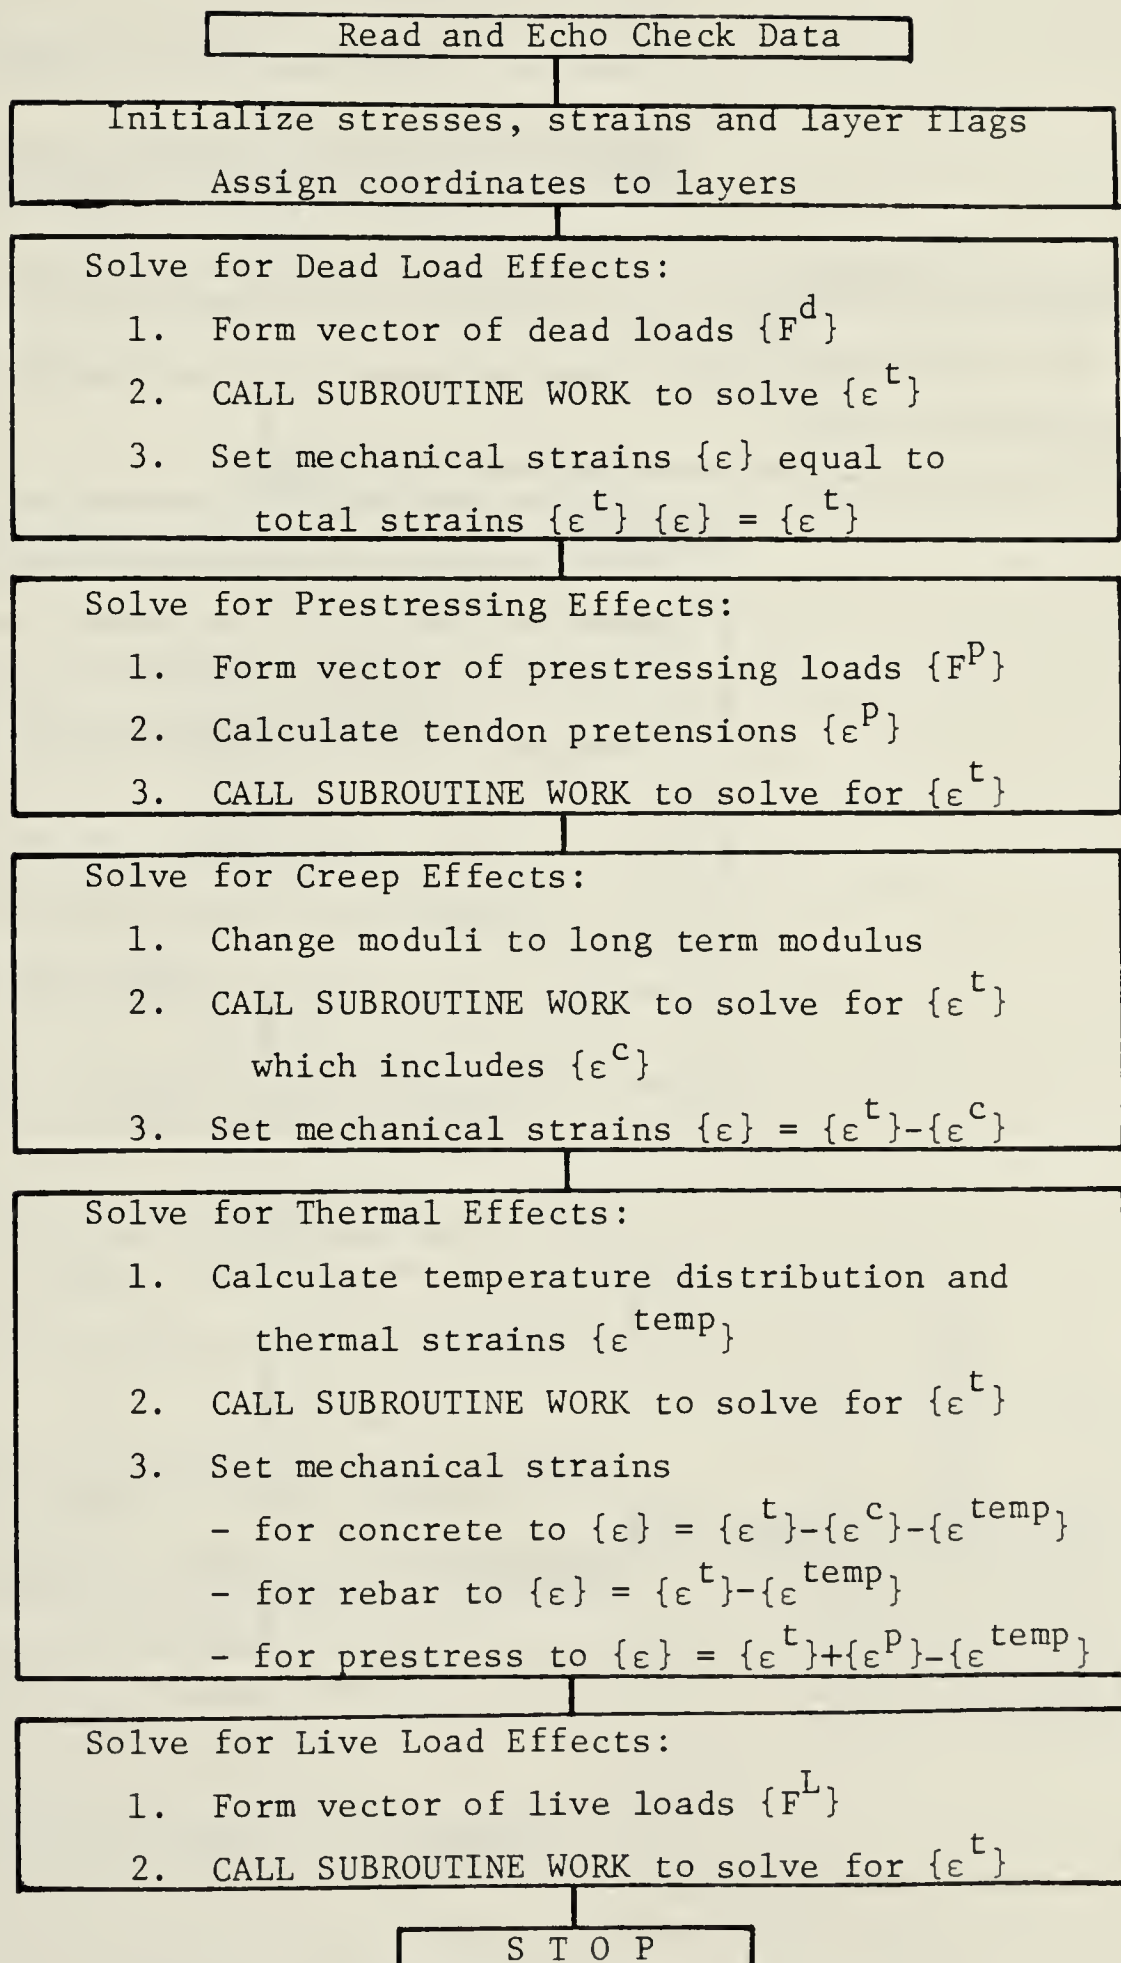 Read and Echo Check Data
Initialize stresses, strains and layer flags
Assign coordinates to layers
Solve for Dead Load Effects:
1. Form vector of dead loads {F^d}
2. CALL SUBROUTINE WORK to solve {ε^t}
3. Set mechanical strains {ε} equal to
total strains {ε^t} {ε} = {ε^t}
Solve for Prestressing Effects:
1. Form vector of prestressing loads {F^p}
2. Calculate tendon pretensions {ε^p}
3. CALL SUBROUTINE WORK to solve for {ε^t}
Solve for Creep Effects:
1. Change moduli to long term modulus
2. CALL SUBROUTINE WORK to solve for {ε^t}
which includes {ε^c}
3. Set mechanical strains {ε} = {ε^t}-{ε^c}
Solve for Thermal Effects:
1. Calculate temperature distribution and
thermal strains {ε^temp}
2. CALL SUBROUTINE WORK to solve for {ε^t}
3. Set mechanical strains
- for concrete to {ε} = {ε^t}-{ε^c}-{ε^temp}
- for rebar to {ε} = {ε^t}-{ε^temp}
- for prestress to {ε} = {ε^t}+{ε^p}-{ε^temp}
Solve for Live Load Effects:
1. Form vector of live loads {F^L}
2. CALL SUBROUTINE WORK to solve for {ε^t}
S T O P